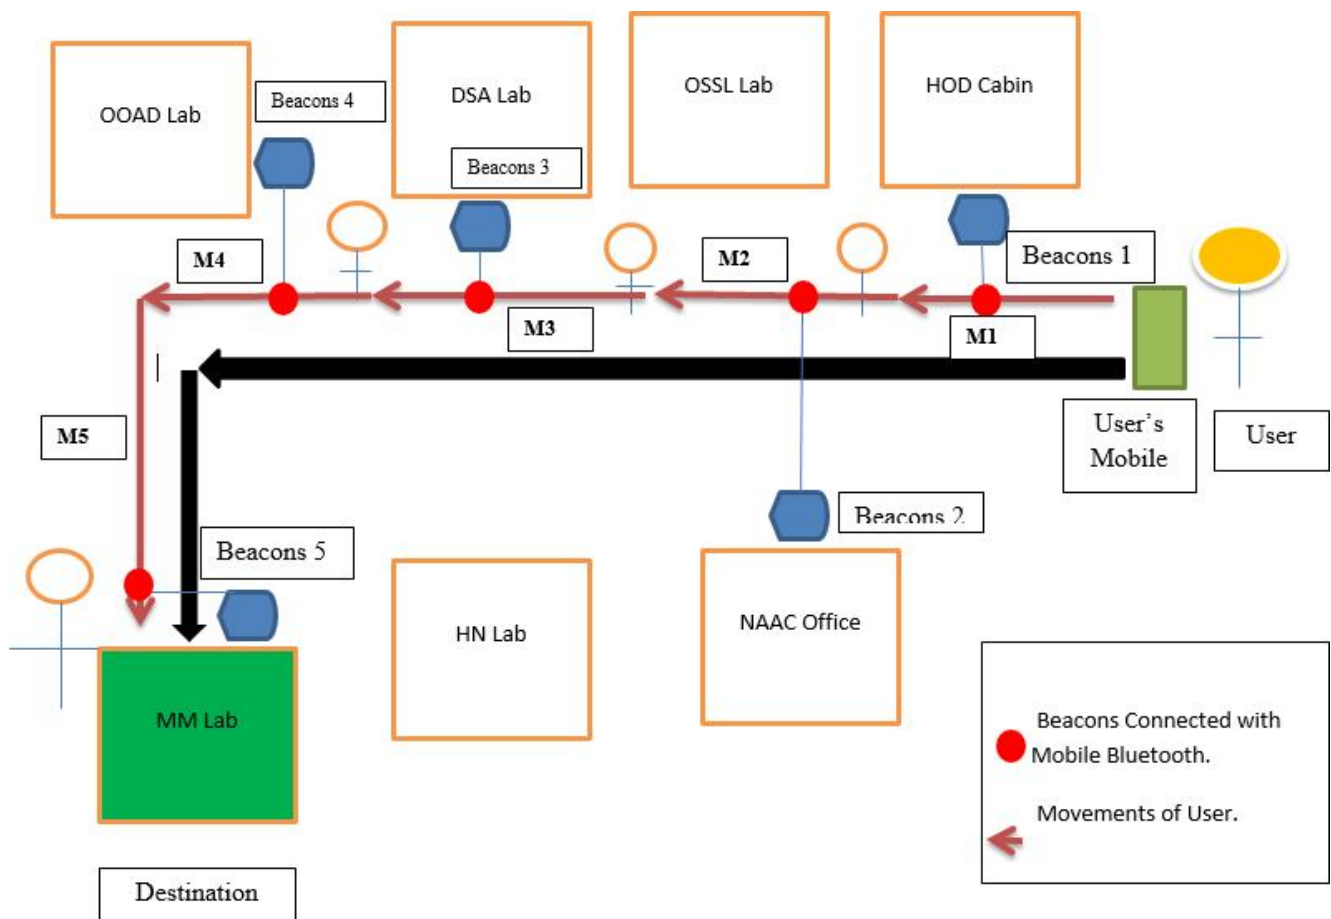 OOAD Lab
Beacons 4
DSA Lab
Beacons 3
OSSL Lab
HOD Cabin
Beacons 1
M4
M2
M3
M1
M5
User's
Mobile
User
Beacons 5
Beacons 2
HN Lab
NAAC Office
MM Lab
Destination
Beacons Connected with
Mobile Bluetooth.
Movements of User.